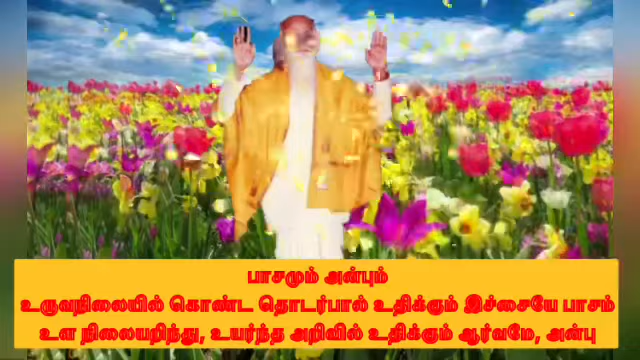 பாசமும் அன்பும்
உருவநிலையில் கொண்ட தொடர்பால் உதிக்கும் இச்சையே பாசம்
உள நிலையறிந்து, உயர்ந்த அறிவில் உதிக்கும் ஆர்வமே, அன்பு